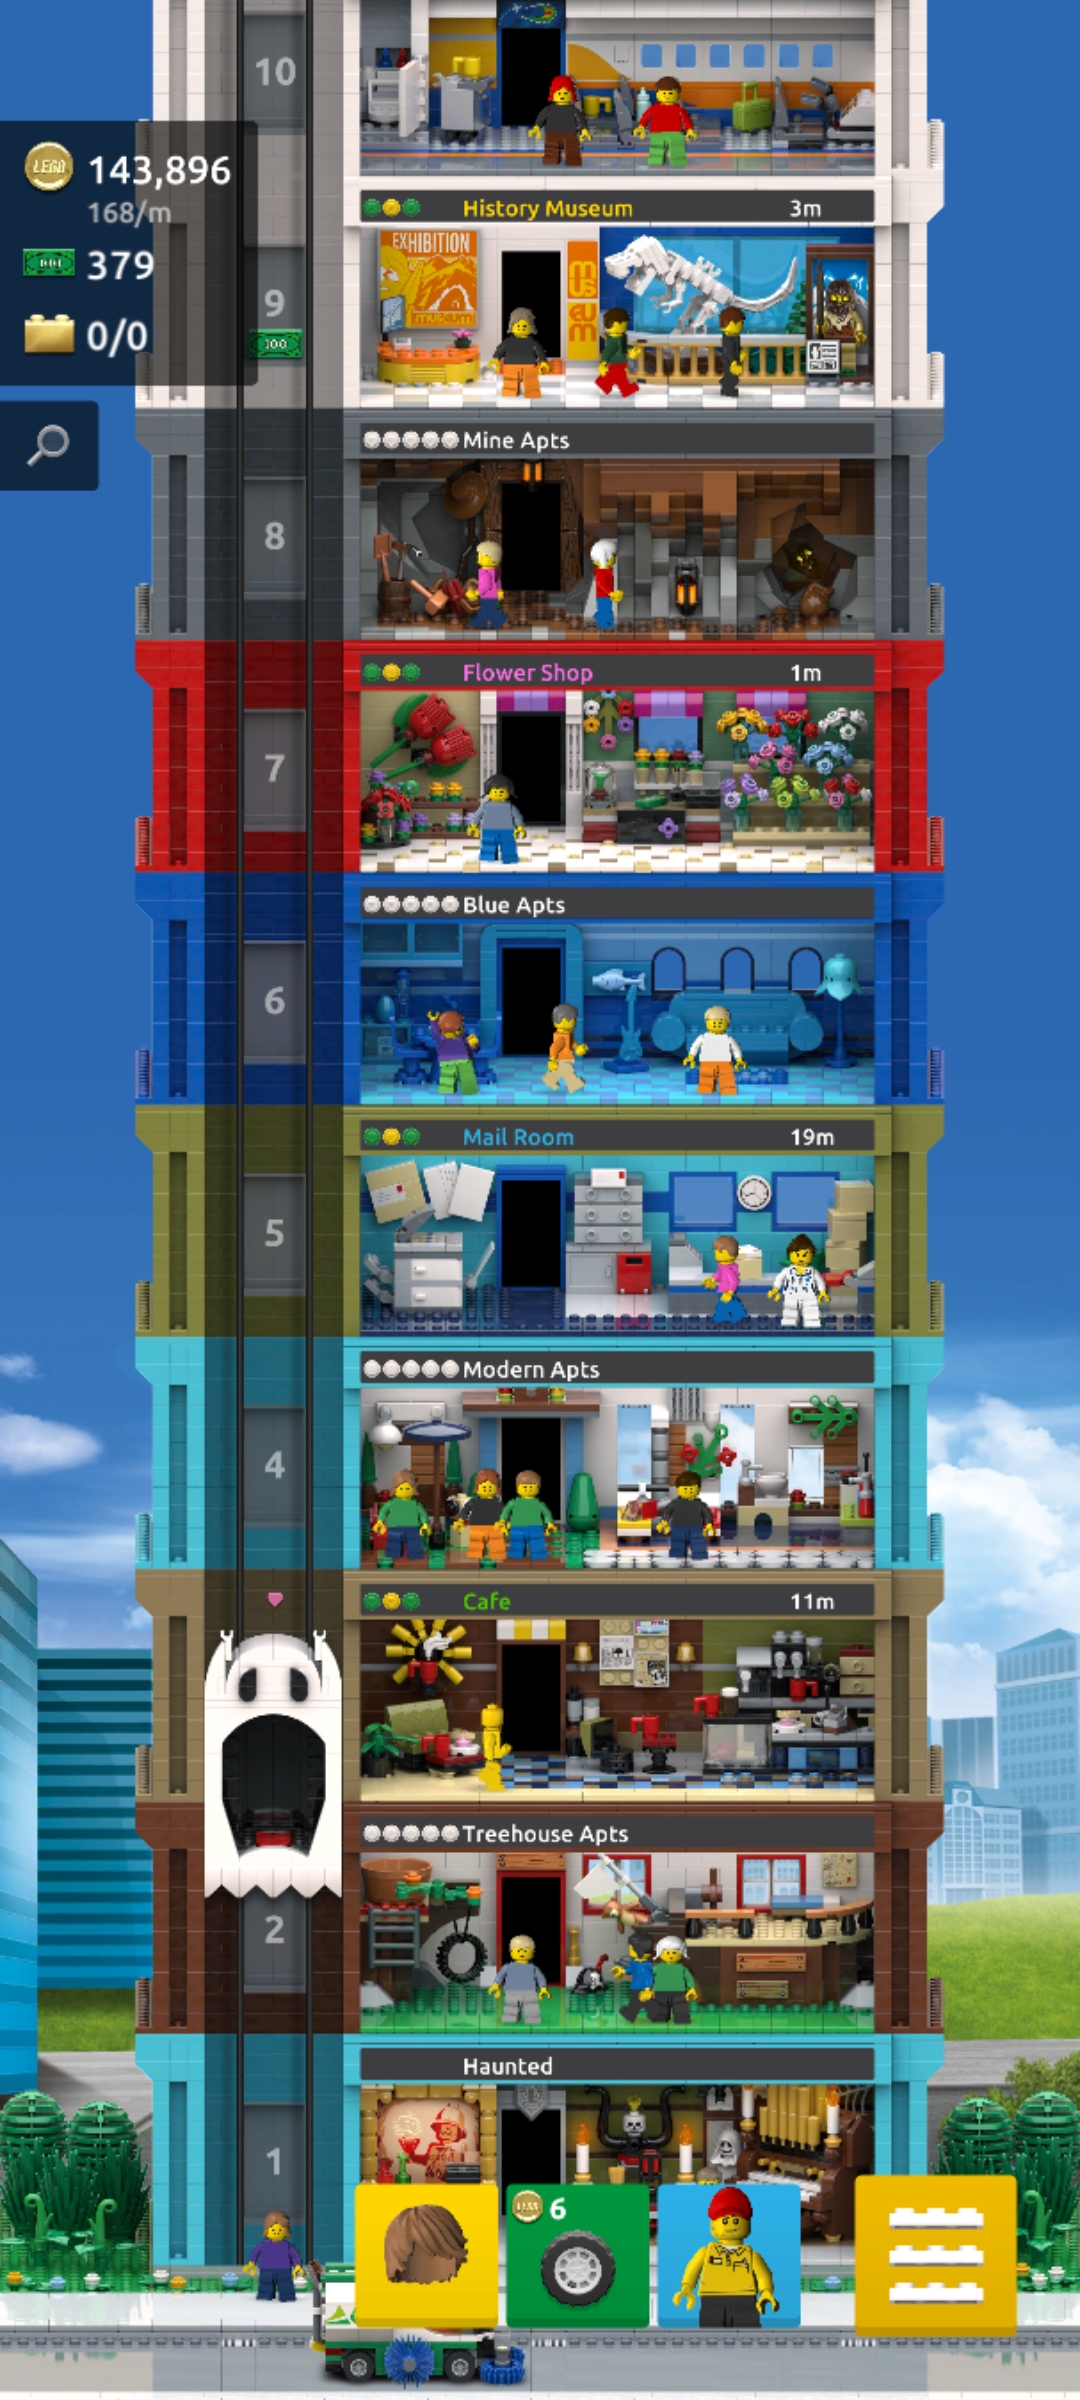 10
LEGO 143,896
168/m
379
0/0
History Museum 3m
EXHIBITION
museum!
mus
eum
9
100
Mine Apts
8
Flower Shop 1m
7
Blue Apts
6
Mail Room 19m
5
Modern Apts
4
Cafe 11m
Treehouse Apts
2
Haunted
1
6